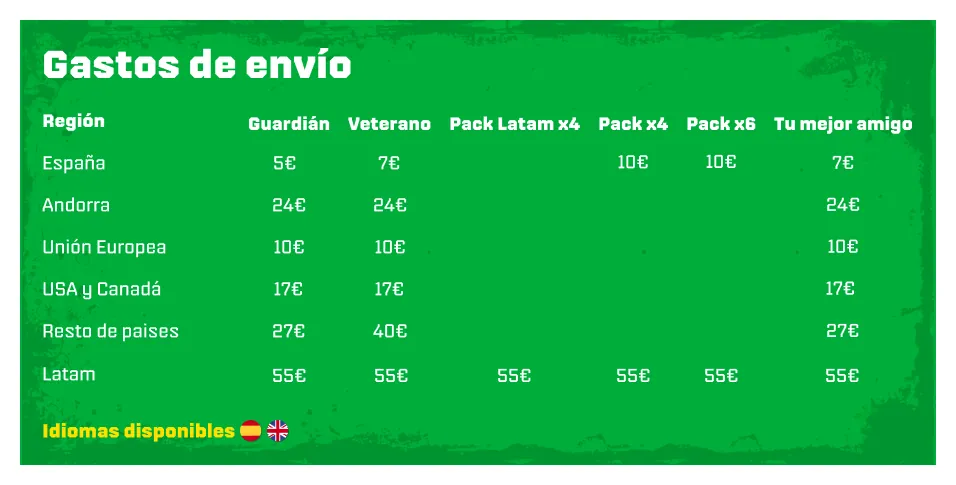 Gastos de envío
Región Guardián Veterano Pack Latam x4 Pack x4 Pack x6 Tu mejor amigo
España 5€ 7€ 10€ 10€ 7€
Andorra 24€ 24€ 24€
Unión Europea 10€ 10€ 10€
USA y Canadá 17€ 17€ 17€
Resto de paises 27€ 40€ 27€
Latam 55€ 55€ 55€ 55€ 55€ 55€
Idiomas disponibles